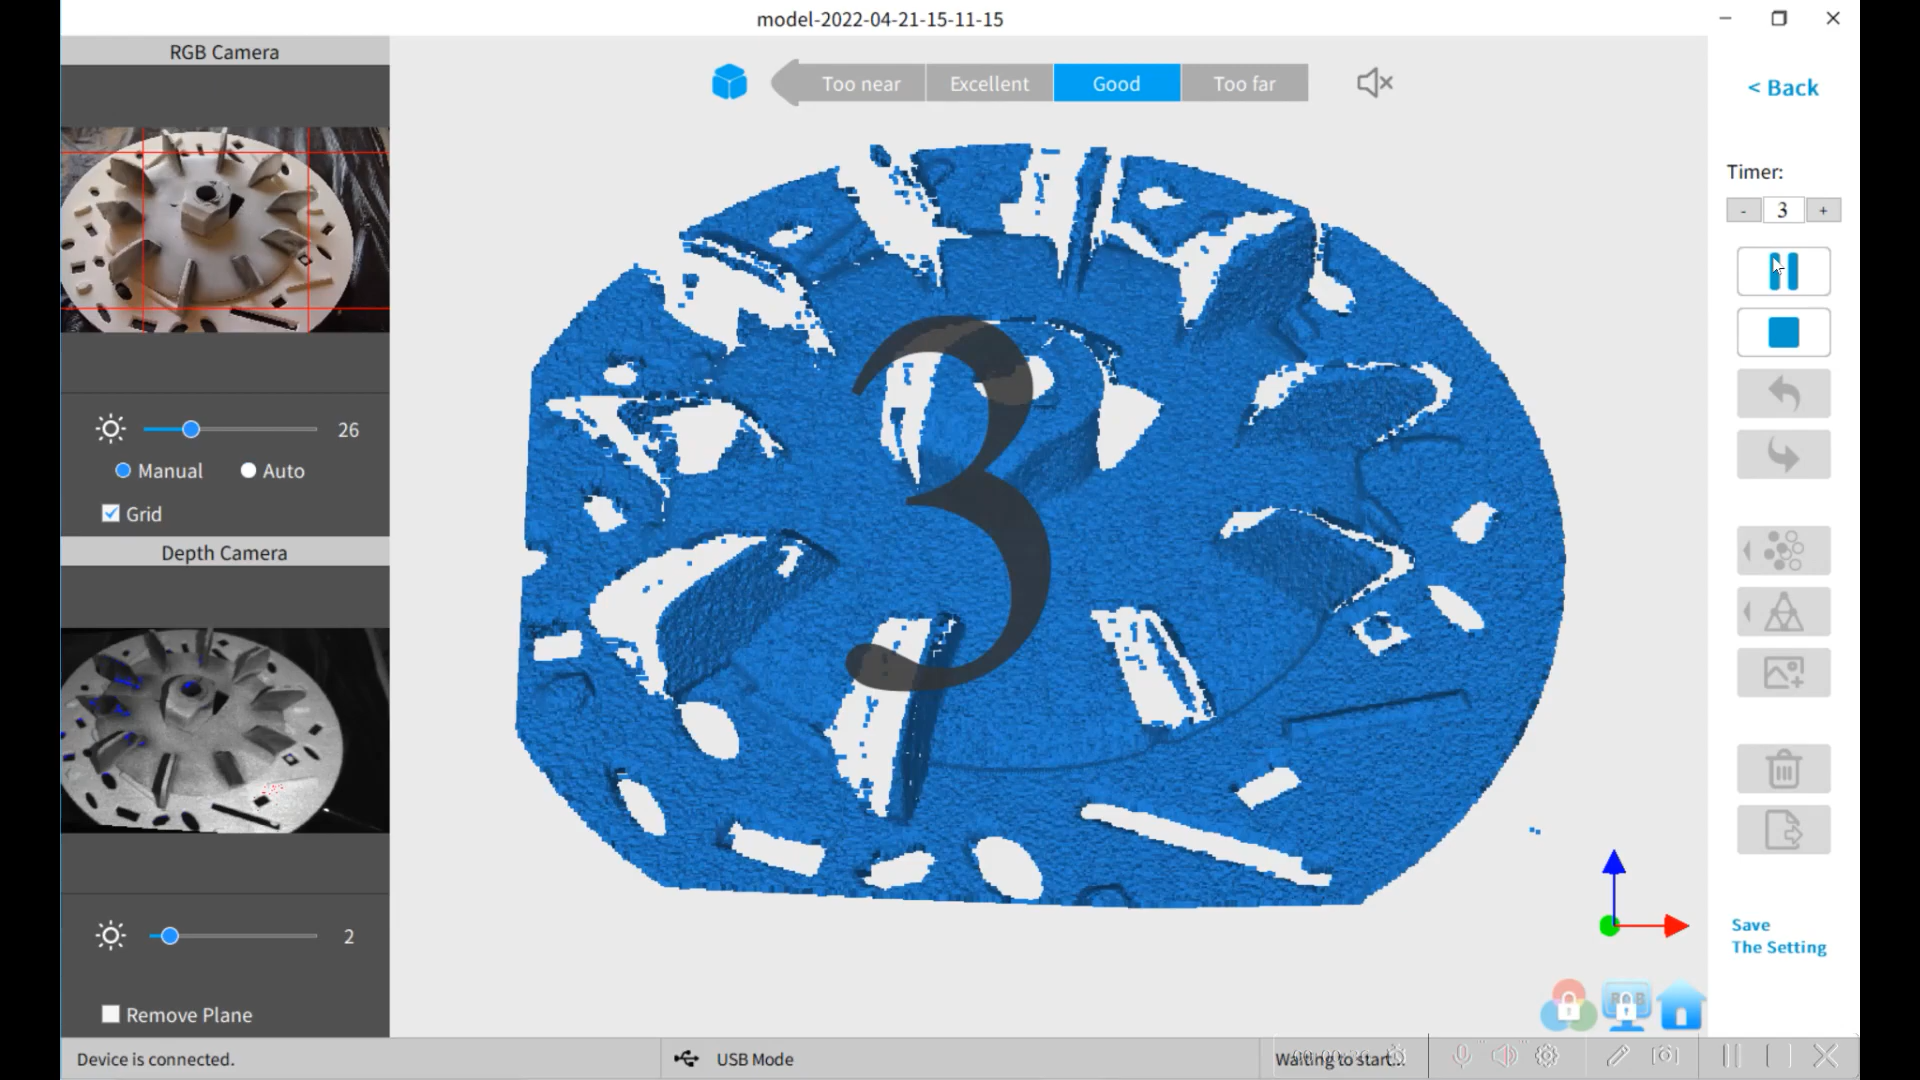 model-2022-04-21-15-11-15
RGB Camera
Too near
Excellent
Good
Too far
< Back
Timer:
- 3 +
3
26
Manual
Auto
Grid
Depth Camera
2
Remove Plane
Save
The Setting
RGB
Device is connected.
USB Mode
Waiting to start...